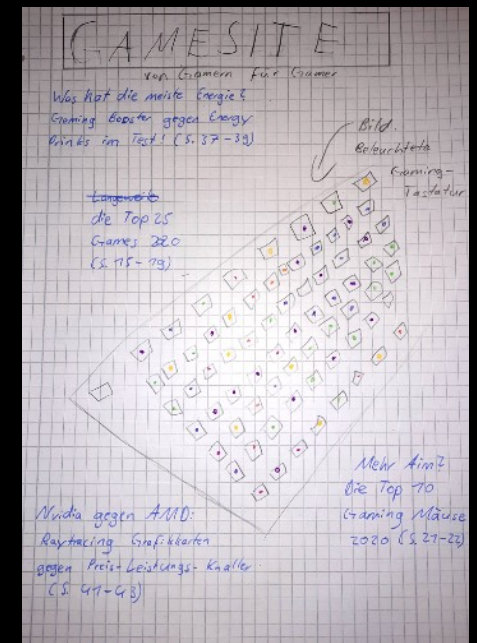 GAMESITE
von Gamern für Gamer
Was hat die meiste Energie?
Gaming Booster gegen Energy
Drinks im Test! (S. 37-39)
Bild.
Beleuchtete
Gaming-
Tastatur
Langeweile
die Top 25
Games 2020
(S. 15-19)
Mehr Aim?
Die Top 10
Gaming Mäuse
2020 (S. 21-22)
Nvidia gegen AMD:
Raytracing Grafikkarten
gegen Preis-Leistungs-Knaller
(S. 41-43)